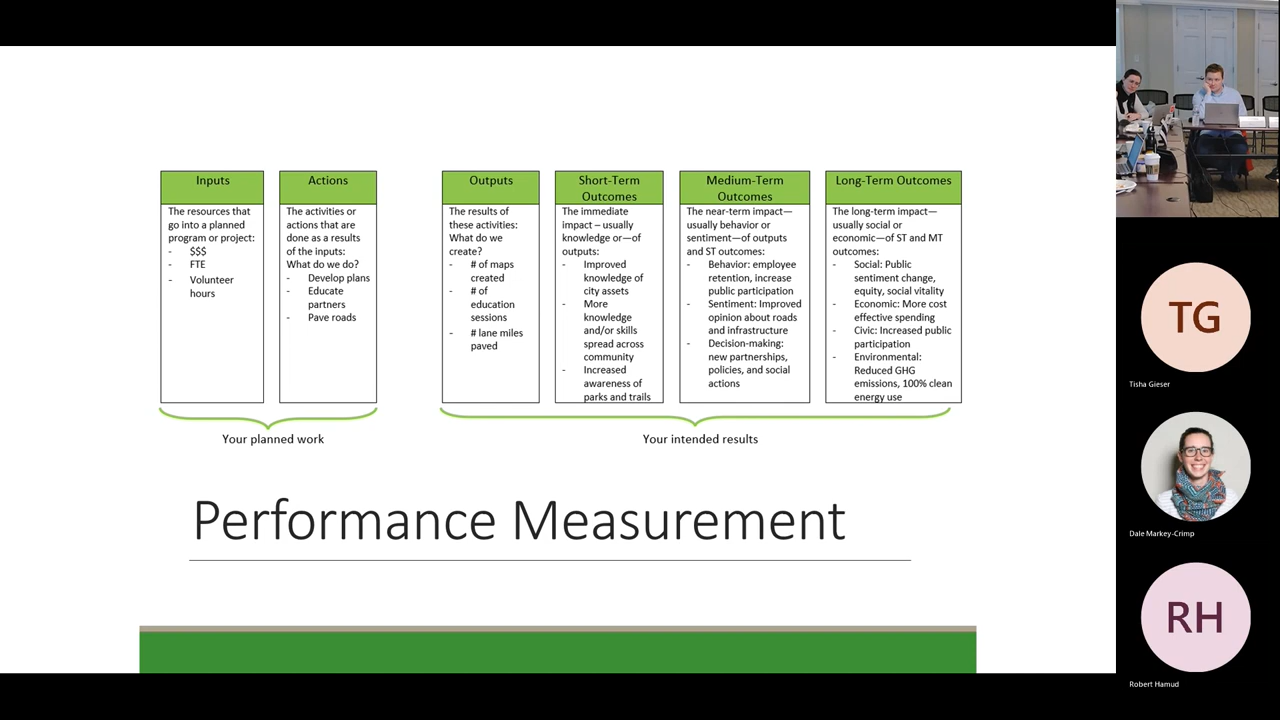 Inputs
The resources that
go into a planned
program or project:
- $$$
- FTE
- Volunteer
hours
Actions
The activities or
actions that are
done as a results
of the inputs:
What do we do?
- Develop plans
- Educate
partners
- Pave roads
Outputs
The results of
these activities:
What do we
create?
- # of maps
created
- # of
education
sessions
- # lane miles
paved
Short-Term
Outcomes
The immediate
impact – usually
knowledge or—of
outputs:
- Improved
knowledge of
city assets
- More
knowledge
and/or skills
spread across
community
- Increased
awareness of
parks and trails
Medium-Term
Outcomes
The near-term impact—
usually behavior or
sentiment—of outputs
and ST outcomes:
- Behavior: employee
retention, increase
public participation
- Sentiment: Improved
opinion about roads
and infrastructure
- Decision-making:
new partnerships,
policies, and social
actions
Long-Term Outcomes
The long-term impact—
usually social or
economic—of ST and MT
outcomes:
- Social: Public
sentiment change,
equity, social vitality
- Economic: More cost
effective spending
- Civic: Increased public
participation
- Environmental:
Reduced GHG
emissions, 100% clean
energy use
Your planned work
Your intended results
Performance Measurement
TG
Tisha Gieser
Dale Markey-Crimp
RH
Robert Hamud